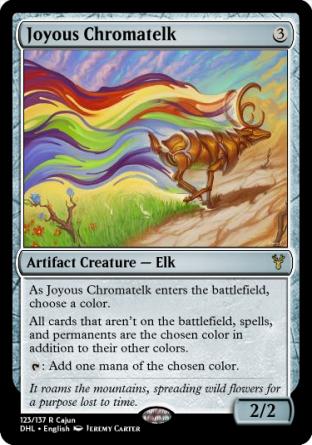 Joyous Chromatelk 3
Artifact Creature — Elk
As Joyous Chromatelk enters the battlefield,
choose a color.
All cards that aren't on the battlefield, spells,
and permanents are the chosen color in
addition to their other colors.
: Add one mana of the chosen color.
It roams the mountains, spreading wild flowers for
a purpose lost to time.
2/2
123/137 R Cajun
DHL • English JEREMY CARTER